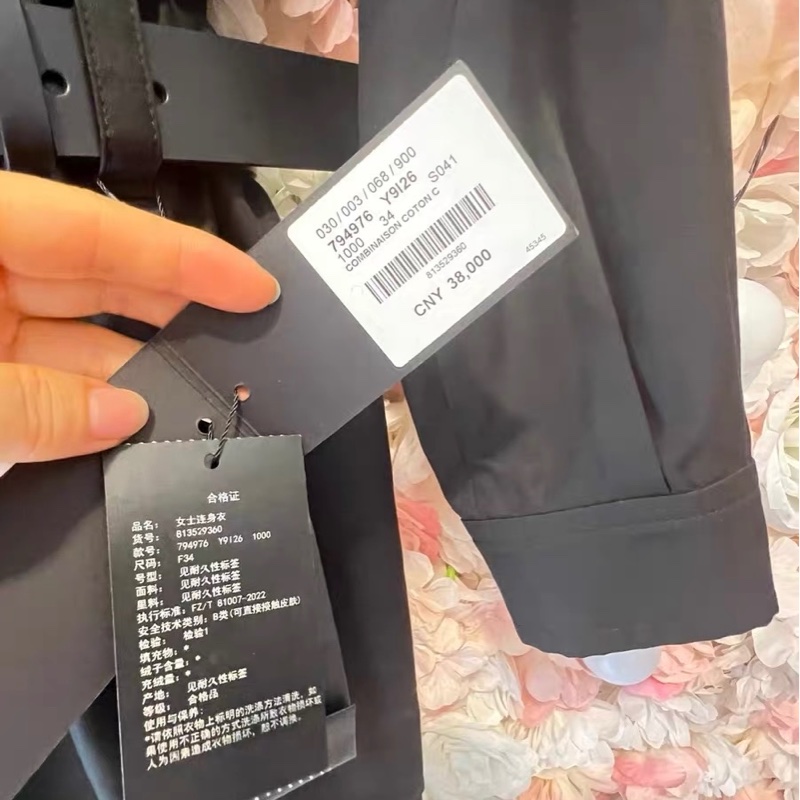 030/003/068/900
794976 Y9I26 S041
1000 34
COMBINAISON COTON C
813529360
45345
CNY 38,000
合格证
品名： 女士连身衣
货号： 813529360
款号： 794976 Y9I26 1000
尺码： F34
号型： 见耐久性标签
面料： 见耐久性标签
里料： 见耐久性标签
执行标准：FZ/T 81007-2022
安全技术类别：B类(可直接接触皮肤)
检验： 检验1
填充物：*
绒子含量：*
充绒量：*
产地： 见耐久性标签
等级： 合格品
使用与保养：
*请依照衣物上标明的洗涤方法清洗，如
果使用不正确的方式洗涤所致衣物损坏或
人为因素造成衣物损坏，恕不调换。